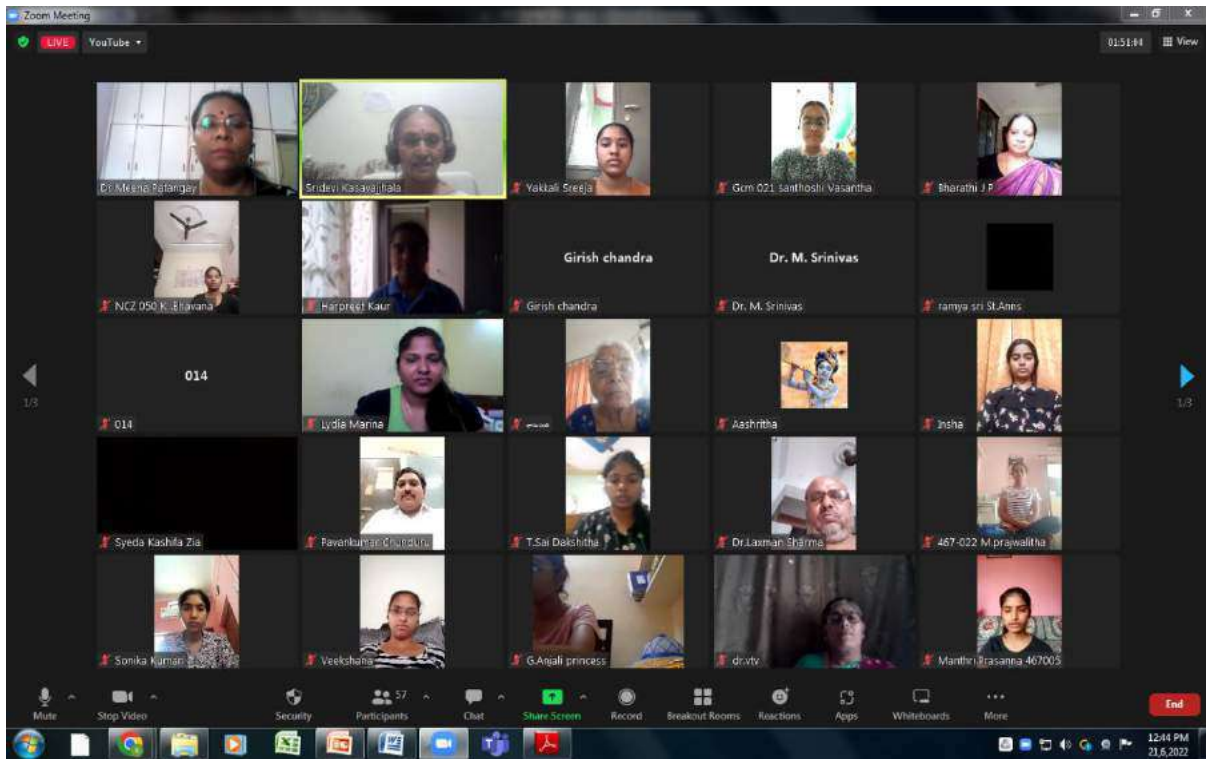 Zoom Meeting
LIVE YouTube 01:51:04 View
Dr. Meena Patangay Sridevi Kasavajjhala Yakkali Sreeja Gcm 021 santhoshi Vasantha Bharathi J P
Girish chandra Dr. M. Srinivas
NCZ 050 K .Bhavana Harpreet Kaur Girish chandra Dr. M. Srinivas ramya sri St.Anns
014
014 Lydia Marina Aashritha Insha
1/3 1/3
Syeda Kashifa Zia Pavankumar Chunduru T.Sai Dakshitha Dr.Laxman Sharma 467-022 M.prajwalitha
Sonika Kumari Veekshana G.Anjali princess dr.vtv Manthri Prasanna 467005
57
Mute Stop Video Security Participants Chat Share Screen Record Breakout Rooms Reactions Apps Whiteboards More End
12:44 PM
21,6,2022